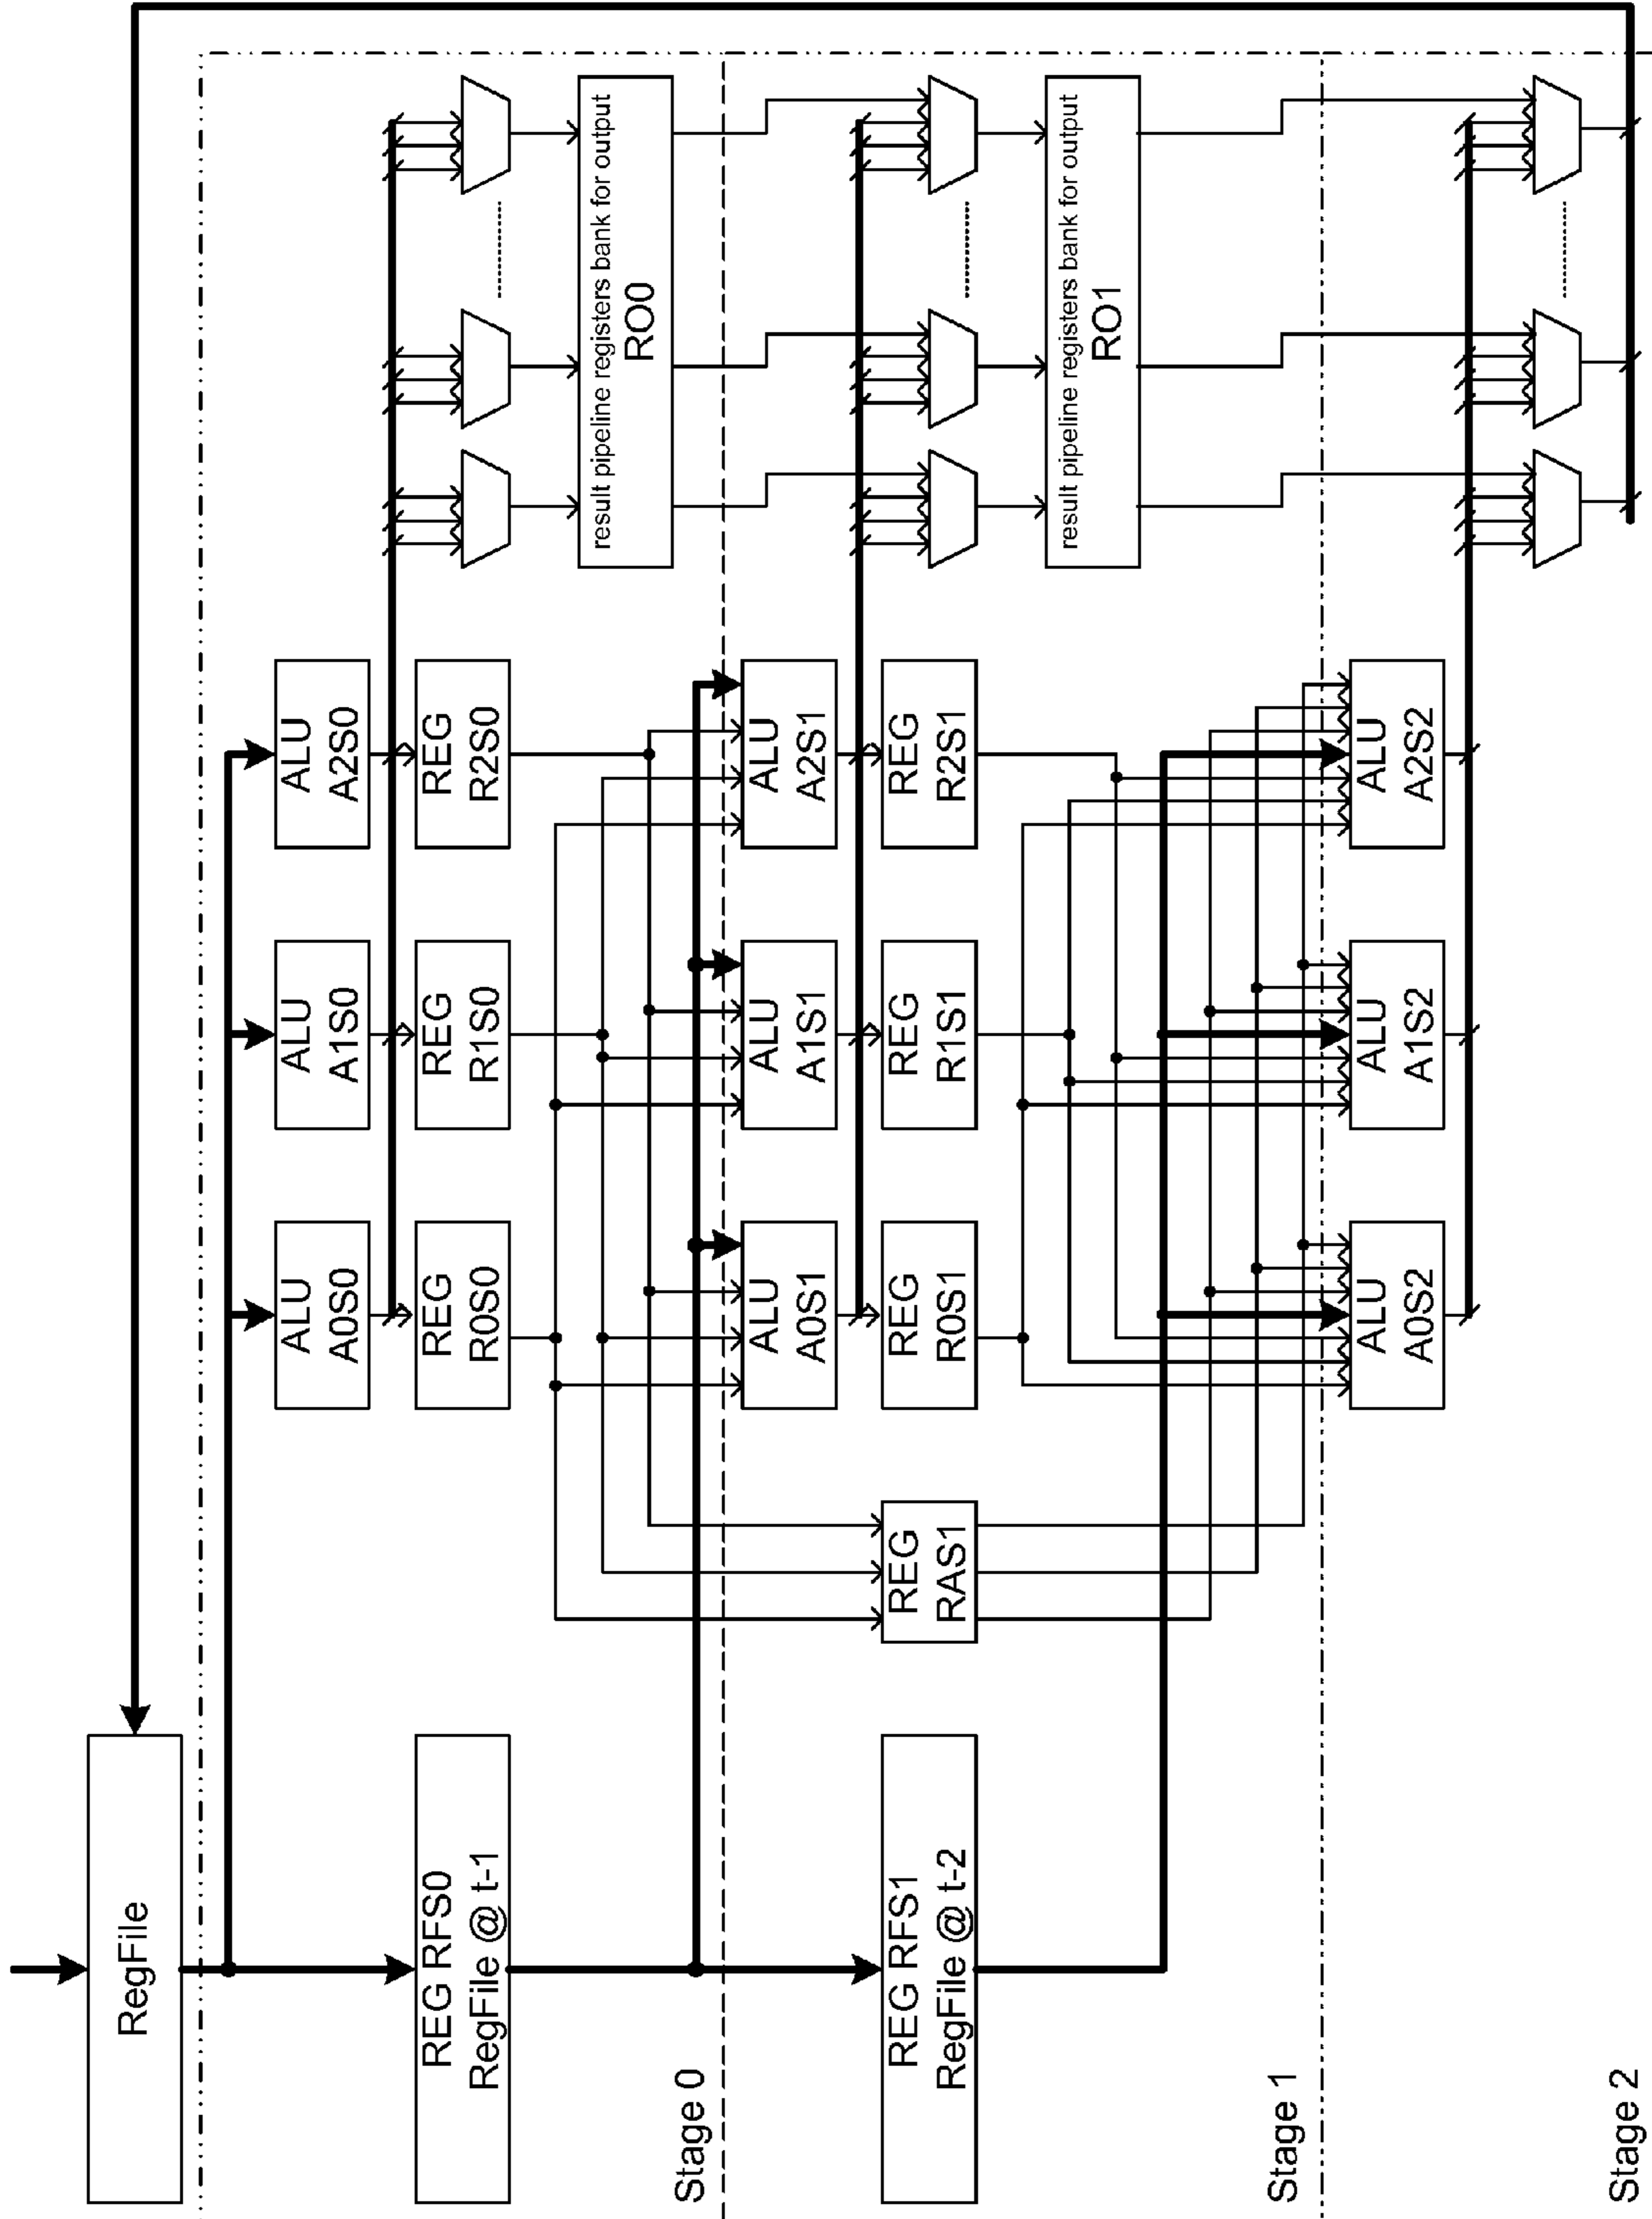 RegFile
ALU
A0S0
ALU
A1S0
ALU
A2S0
REG RFS0
RegFile @ t-1
REG
R0S0
REG
R1S0
REG
R2S0
result pipeline registers bank for output
RO0
Stage 0
ALU
A0S1
ALU
A1S1
ALU
A2S1
REG RFS1
RegFile @ t-2
REG
RAS1
REG
R0S1
REG
R1S1
REG
R2S1
result pipeline registers bank for output
RO1
Stage 1
ALU
A0S2
ALU
A1S2
ALU
A2S2
Stage 2